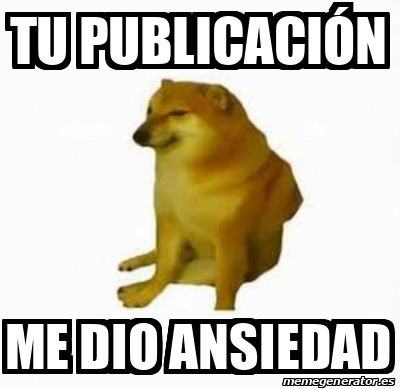 TU PUBLICACIÓN
ME DIO ANSIEDAD
memegenerator.es